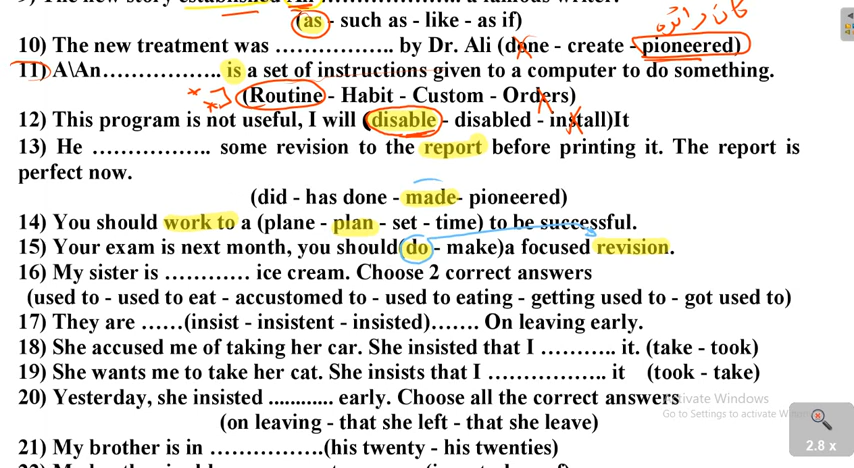 (as - such as - like - as if)
كان رائده
10) The new treatment was ………………. by Dr. Ali (done - create - pioneered)
11) A\An………………. is a set of instructions given to a computer to do something.
(Routine - Habit - Custom - Orders)
12) This program is not useful, I will (disable - disabled - install)It
13) He ………………. some revision to the report before printing it. The report is
perfect now.
(did - has done - made- pioneered)
14) You should work to a (plane - plan - set - time) to be successful.
15) Your exam is next month, you should(do - make)a focused revision.
16) My sister is ………… ice cream. Choose 2 correct answers
(used to - used to eat - accustomed to - used to eating - getting used to - got used to)
17) They are ……(insist - insistent - insisted)……. On leaving early.
18) She accused me of taking her car. She insisted that I ……….. it. (take - took)
19) She wants me to take her cat. She insists that I …………….. it (took - take)
20) Yesterday, she insisted ............ early. Choose all the correct answers
(on leaving - that she left - that she leave)
21) My brother is in ……………..(his twenty - his twenties)
Activate Windows
Go to Settings to activate
2.8 x